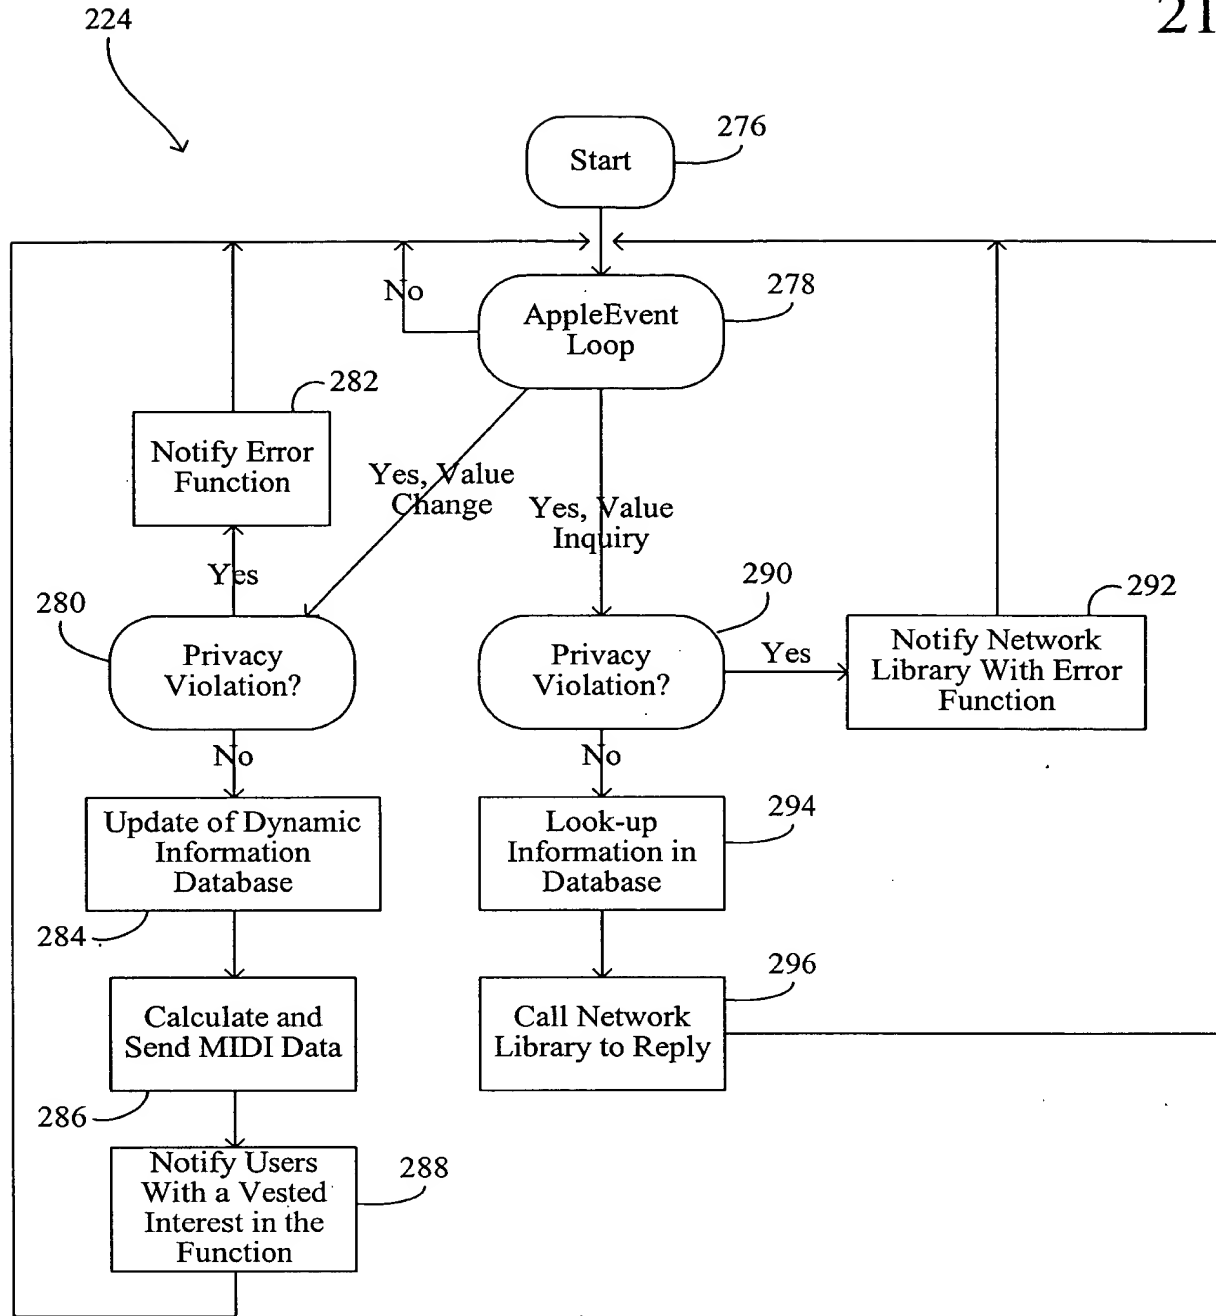 224
21
276
Start
278
No
AppleEvent
Loop
282
Notify Error
Function
Yes, Value
Change
Yes, Value
Inquiry
Yes
280
290
292
Privacy
Violation?
Privacy
Violation?
Yes
Notify Network
Library With Error
Function
No
No
Update of Dynamic
Information
Database
294
Look-up
Information in
Database
284
296
Calculate and
Send MIDI Data
Call Network
Library to Reply
286
Notify Users
With a Vested
Interest in the
Function
288